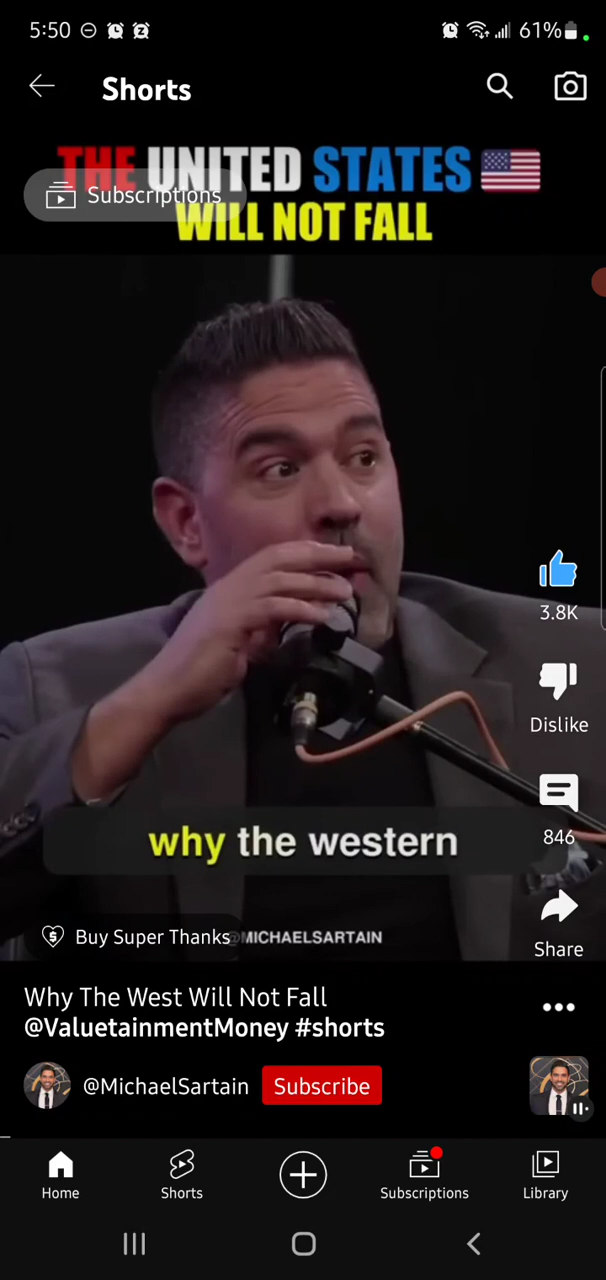 5:50
61%
Shorts
THE UNITED STATES
Subscriptions
WILL NOT FALL
3.8K
Dislike
why the western
846
Buy Super Thanks
@MICHAELSARTAIN
Share
Why The West Will Not Fall
@ValuetainmentMoney #shorts
@MichaelSartain
Subscribe
Home
Shorts
Subscriptions
Library